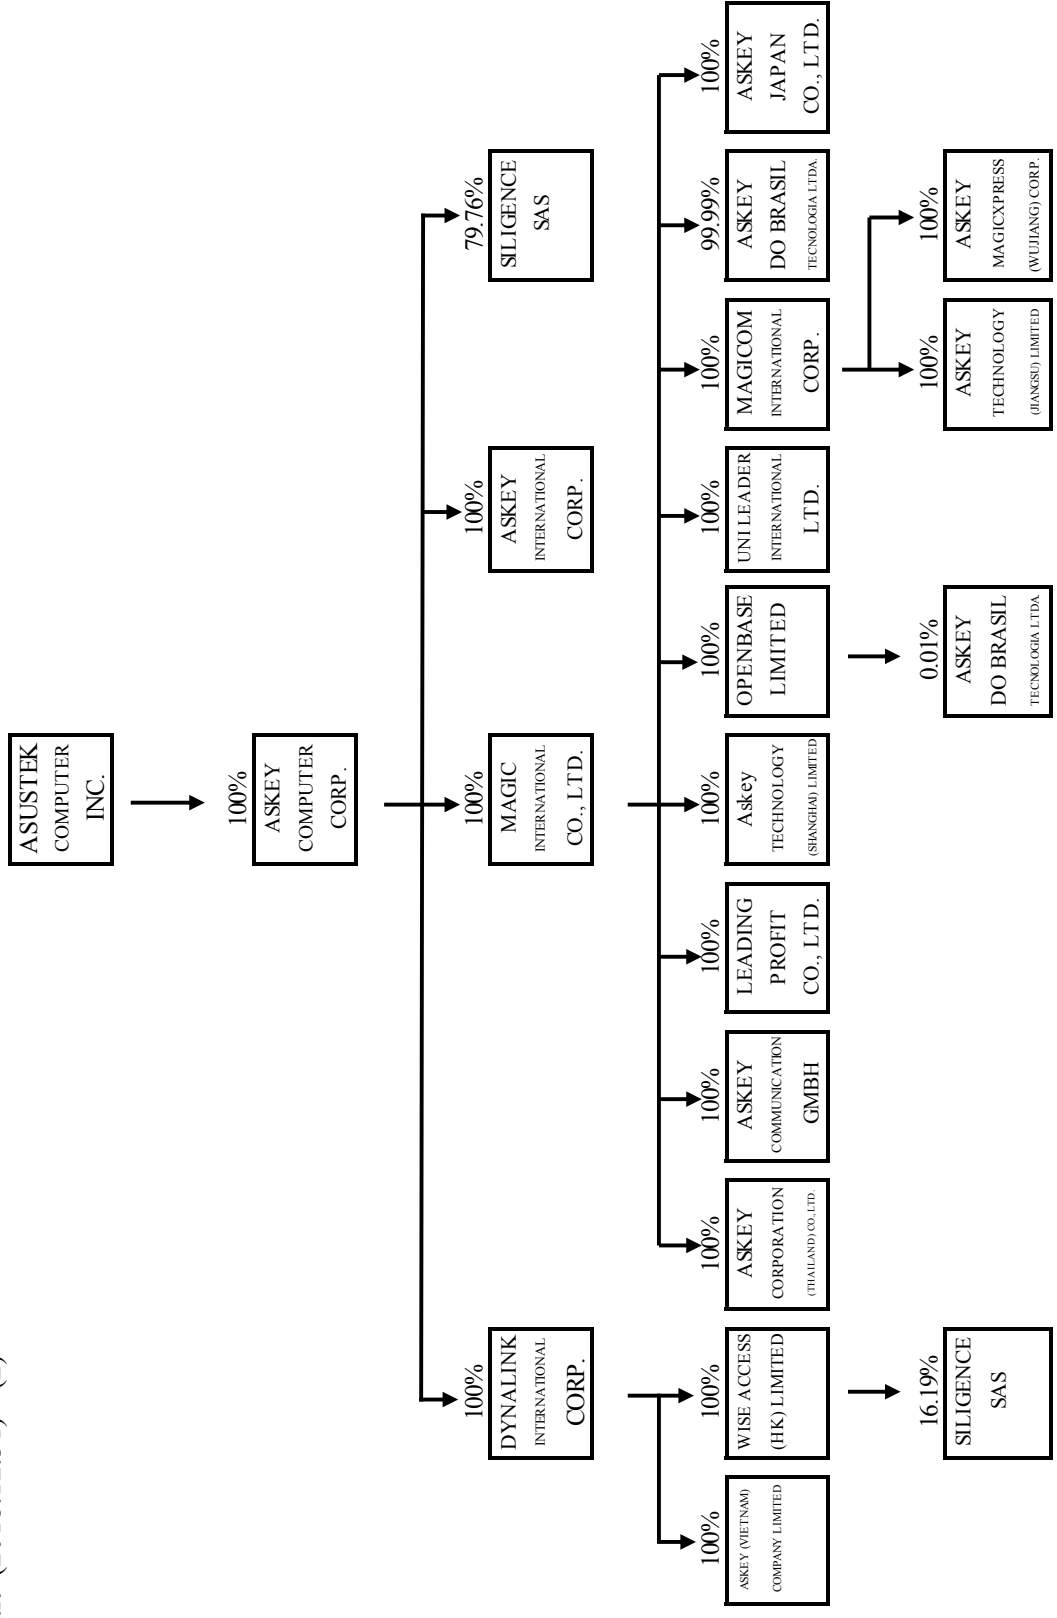 ASUSTEK
COMPUTER
INC.
100%
ASKEY
COMPUTER
CORP.
100%
DYNALINK
INTERNATIONAL
CORP.
100%
MAGIC
INTERNATIONAL
CO., LTD.
100%
ASKEY
INTERNATIONAL
CORP.
79.76%
SILIGENCE
SAS
100%
ASKEY (VIETNAM)
COMPANY LIMITED
100%
WISE ACCESS
(HK) LIMITED
100%
ASKEY
CORPORATION
(THAILAND) CO., LTD.
100%
ASKEY
COMMUNICATION
GMBH
100%
LEADING
PROFIT
CO., LTD.
100%
Askey
TECHNOLOGY
(SHANGHAI) LIMITED
100%
OPENBASE
LIMITED
100%
UNI LEADER
INTERNATIONAL
LTD.
100%
MAGICOM
INTERNATIONAL
CORP.
99.99%
ASKEY
DO BRASIL
TECNOLOGIA LTDA.
100%
ASKEY
JAPAN
CO., LTD.
16.19%
SILIGENCE
SAS
0.01%
ASKEY
DO BRASIL
TECNOLOGIA LTDA
100%
ASKEY
TECHNOLOGY
(JIANGSU) LIMITED
100%
ASKEY
MAGICXPRESS
(WUJIANG) CORP.